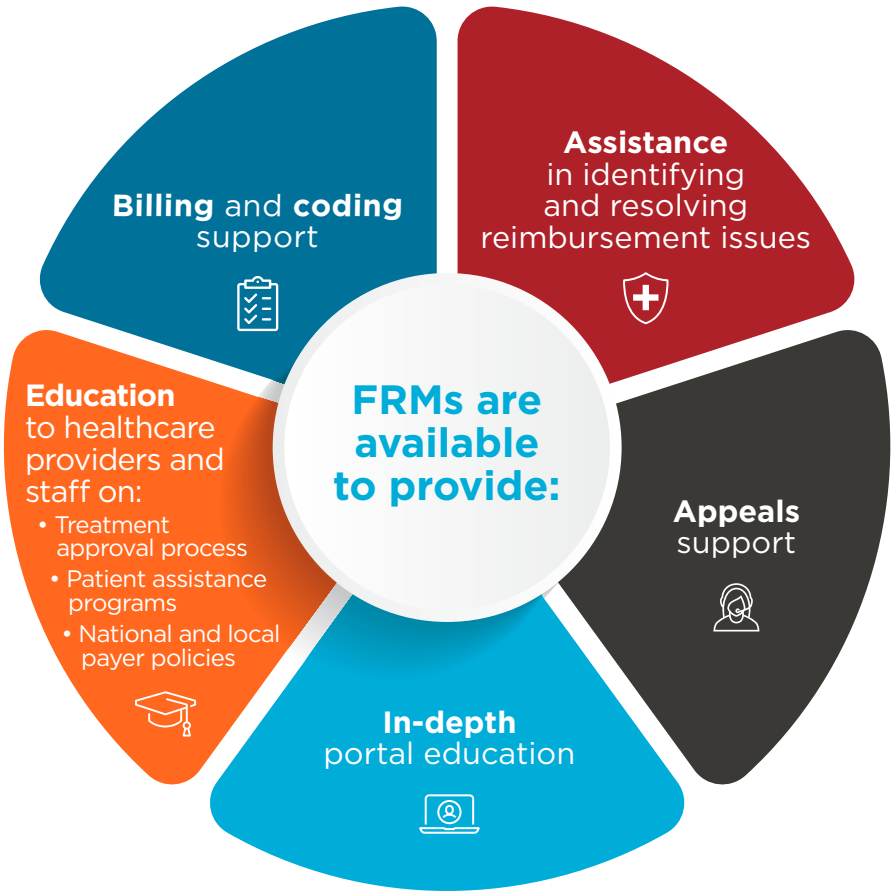 FRMs are
available
to provide:
Billing and coding
support
Assistance
in identifying
and resolving
reimbursement issues
Appeals
support
In-depth
portal education
Education
to healthcare
providers and
staff on:
• Treatment
approval process
• Patient assistance
programs
• National and local
payer policies